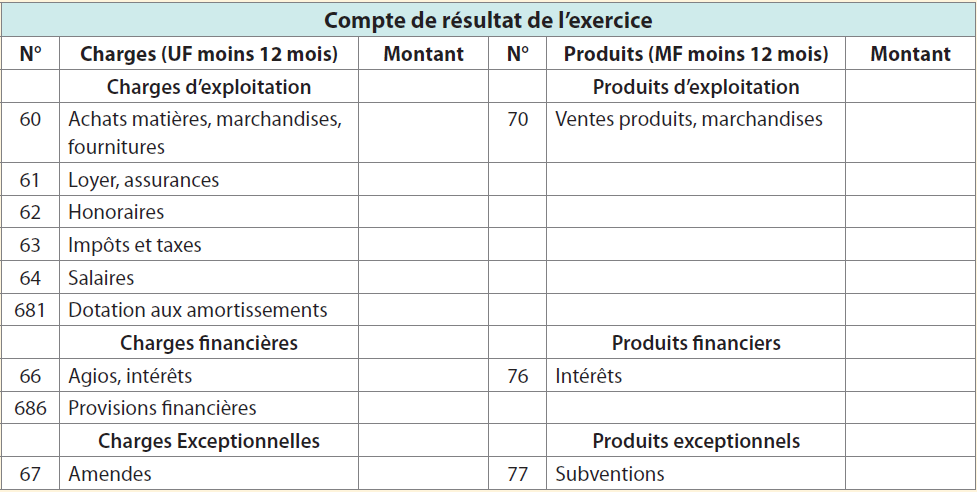 Compte de résultat de l'exercice
N° Charges (UF moins 12 mois) Montant N° Produits (MF moins 12 mois) Montant
Charges d'exploitation Produits d'exploitation
60 Achats matières, marchandises, 70 Ventes produits, marchandises
fournitures
61 Loyer, assurances
62 Honoraires
63 Impôts et taxes
64 Salaires
681 Dotation aux amortissements
Charges financières Produits financiers
66 Agios, intérêts 76 Intérêts
686 Provisions financières
Charges Exceptionnelles Produits exceptionnels
67 Amendes 77 Subventions